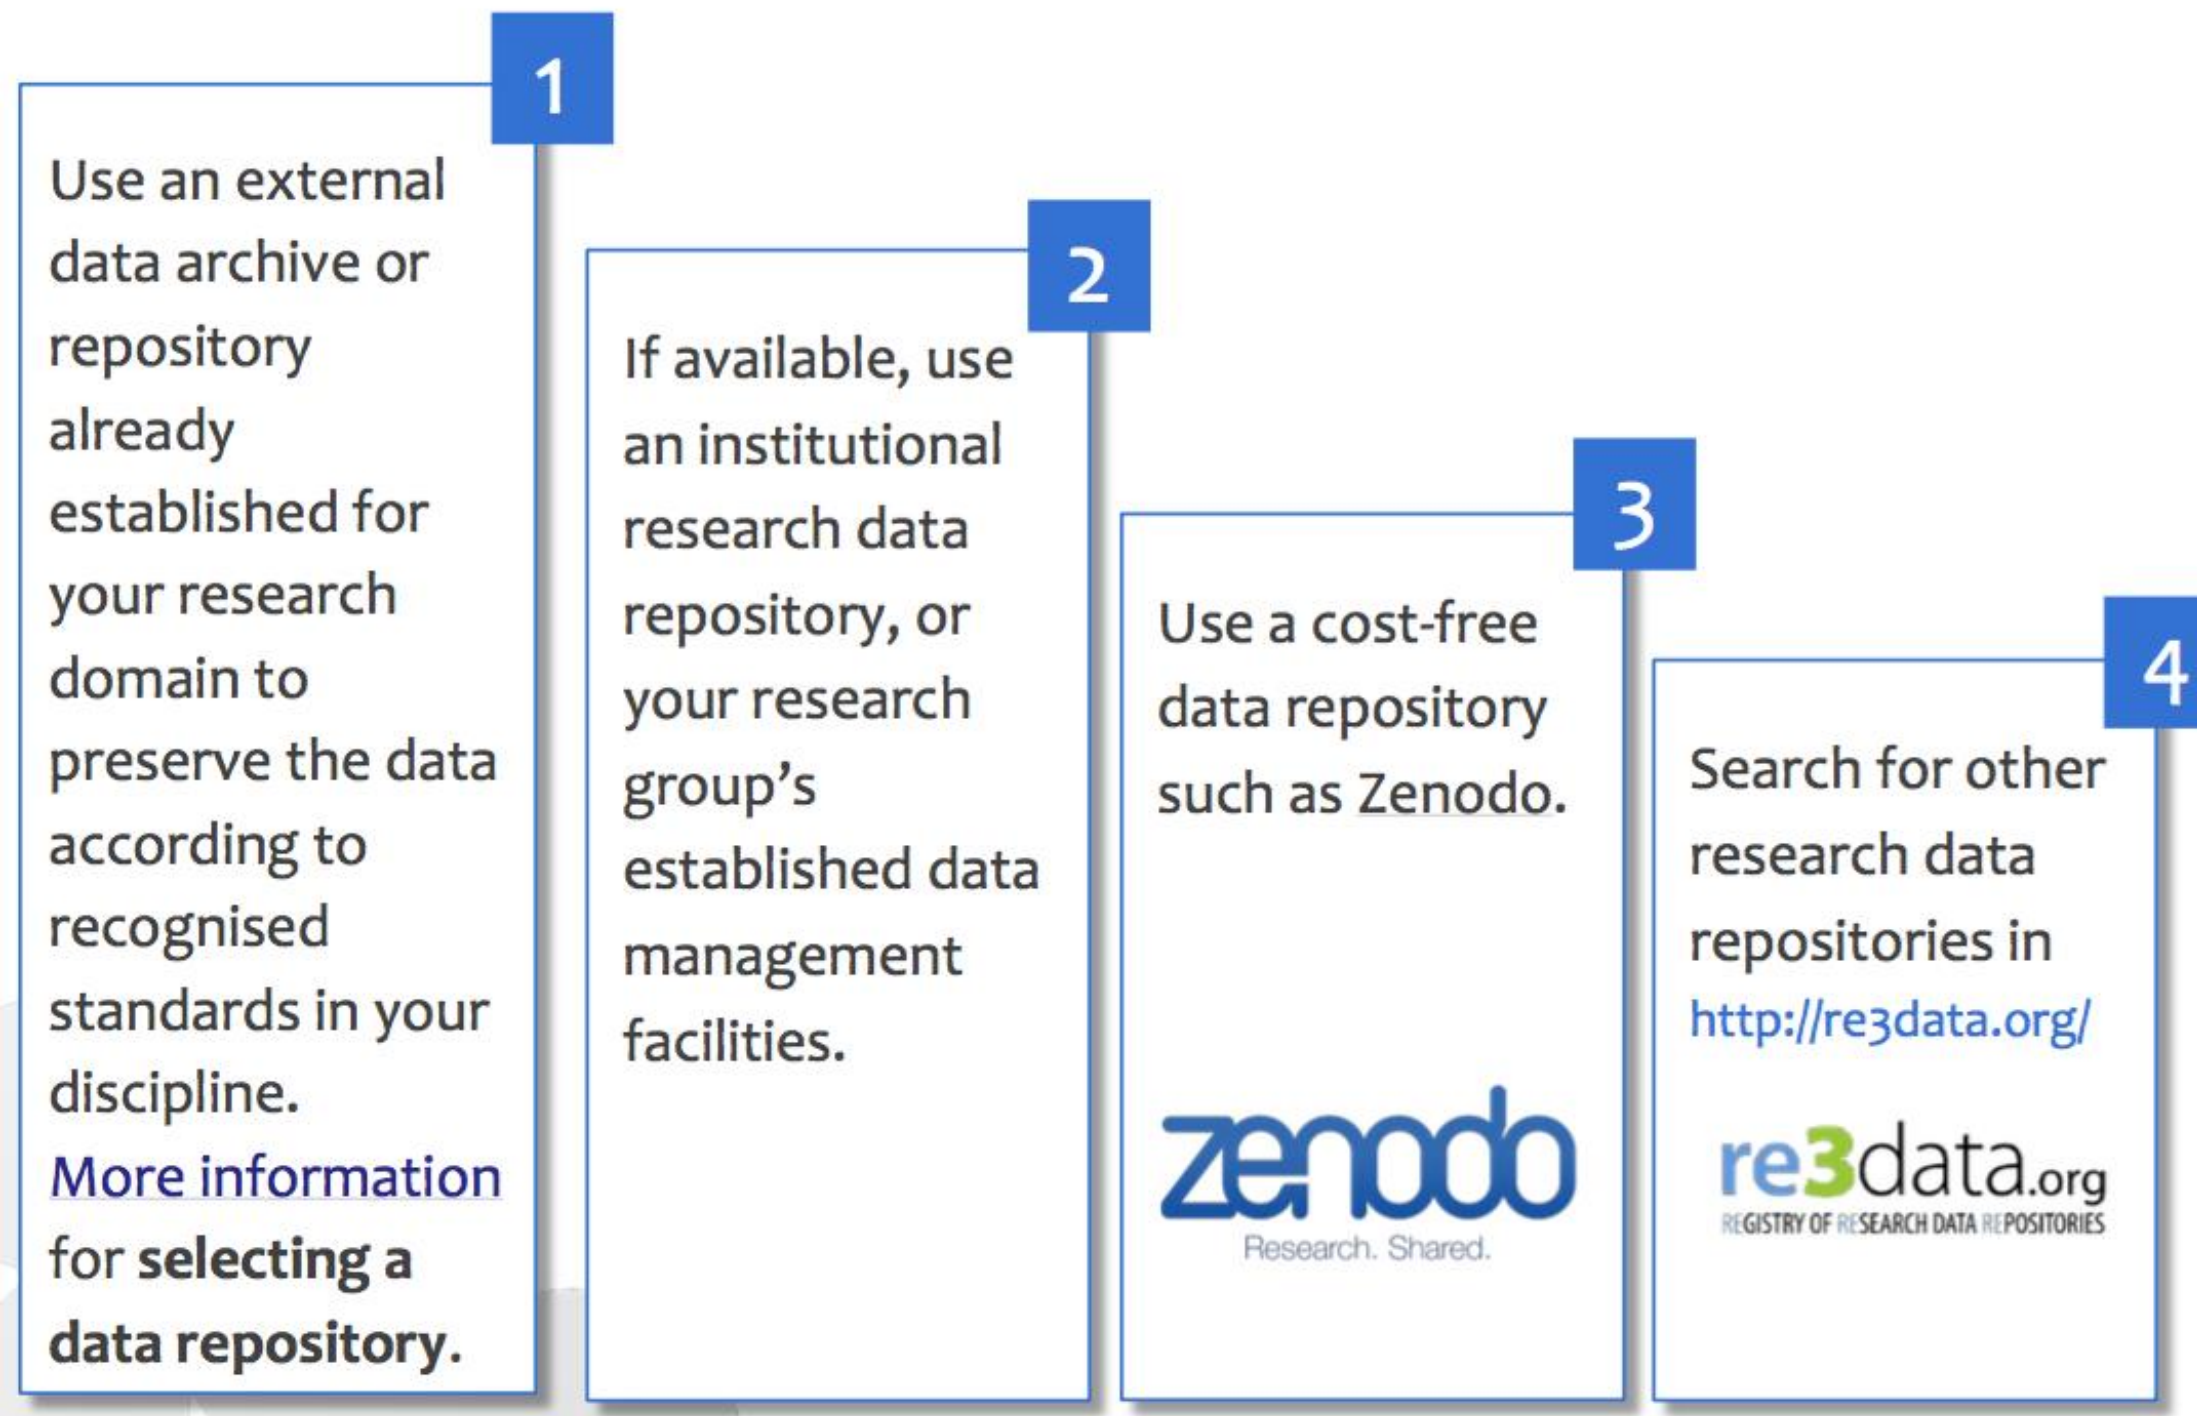 1
Use an external
data archive or
repository
already
established for
your research
domain to
preserve the data
according to
recognised
standards in your
discipline.
More information
for selecting a
data repository.
2
If available, use
an institutional
research data
repository, or
your research
group's
established data
management
facilities.
3
Use a cost-free
data repository
such as Zenodo.
zenodo
Research. Shared.
4
Search for other
research data
repositories in
http://re3data.org/
re3data.org
REGISTRY OF RESEARCH DATA REPOSITORIES